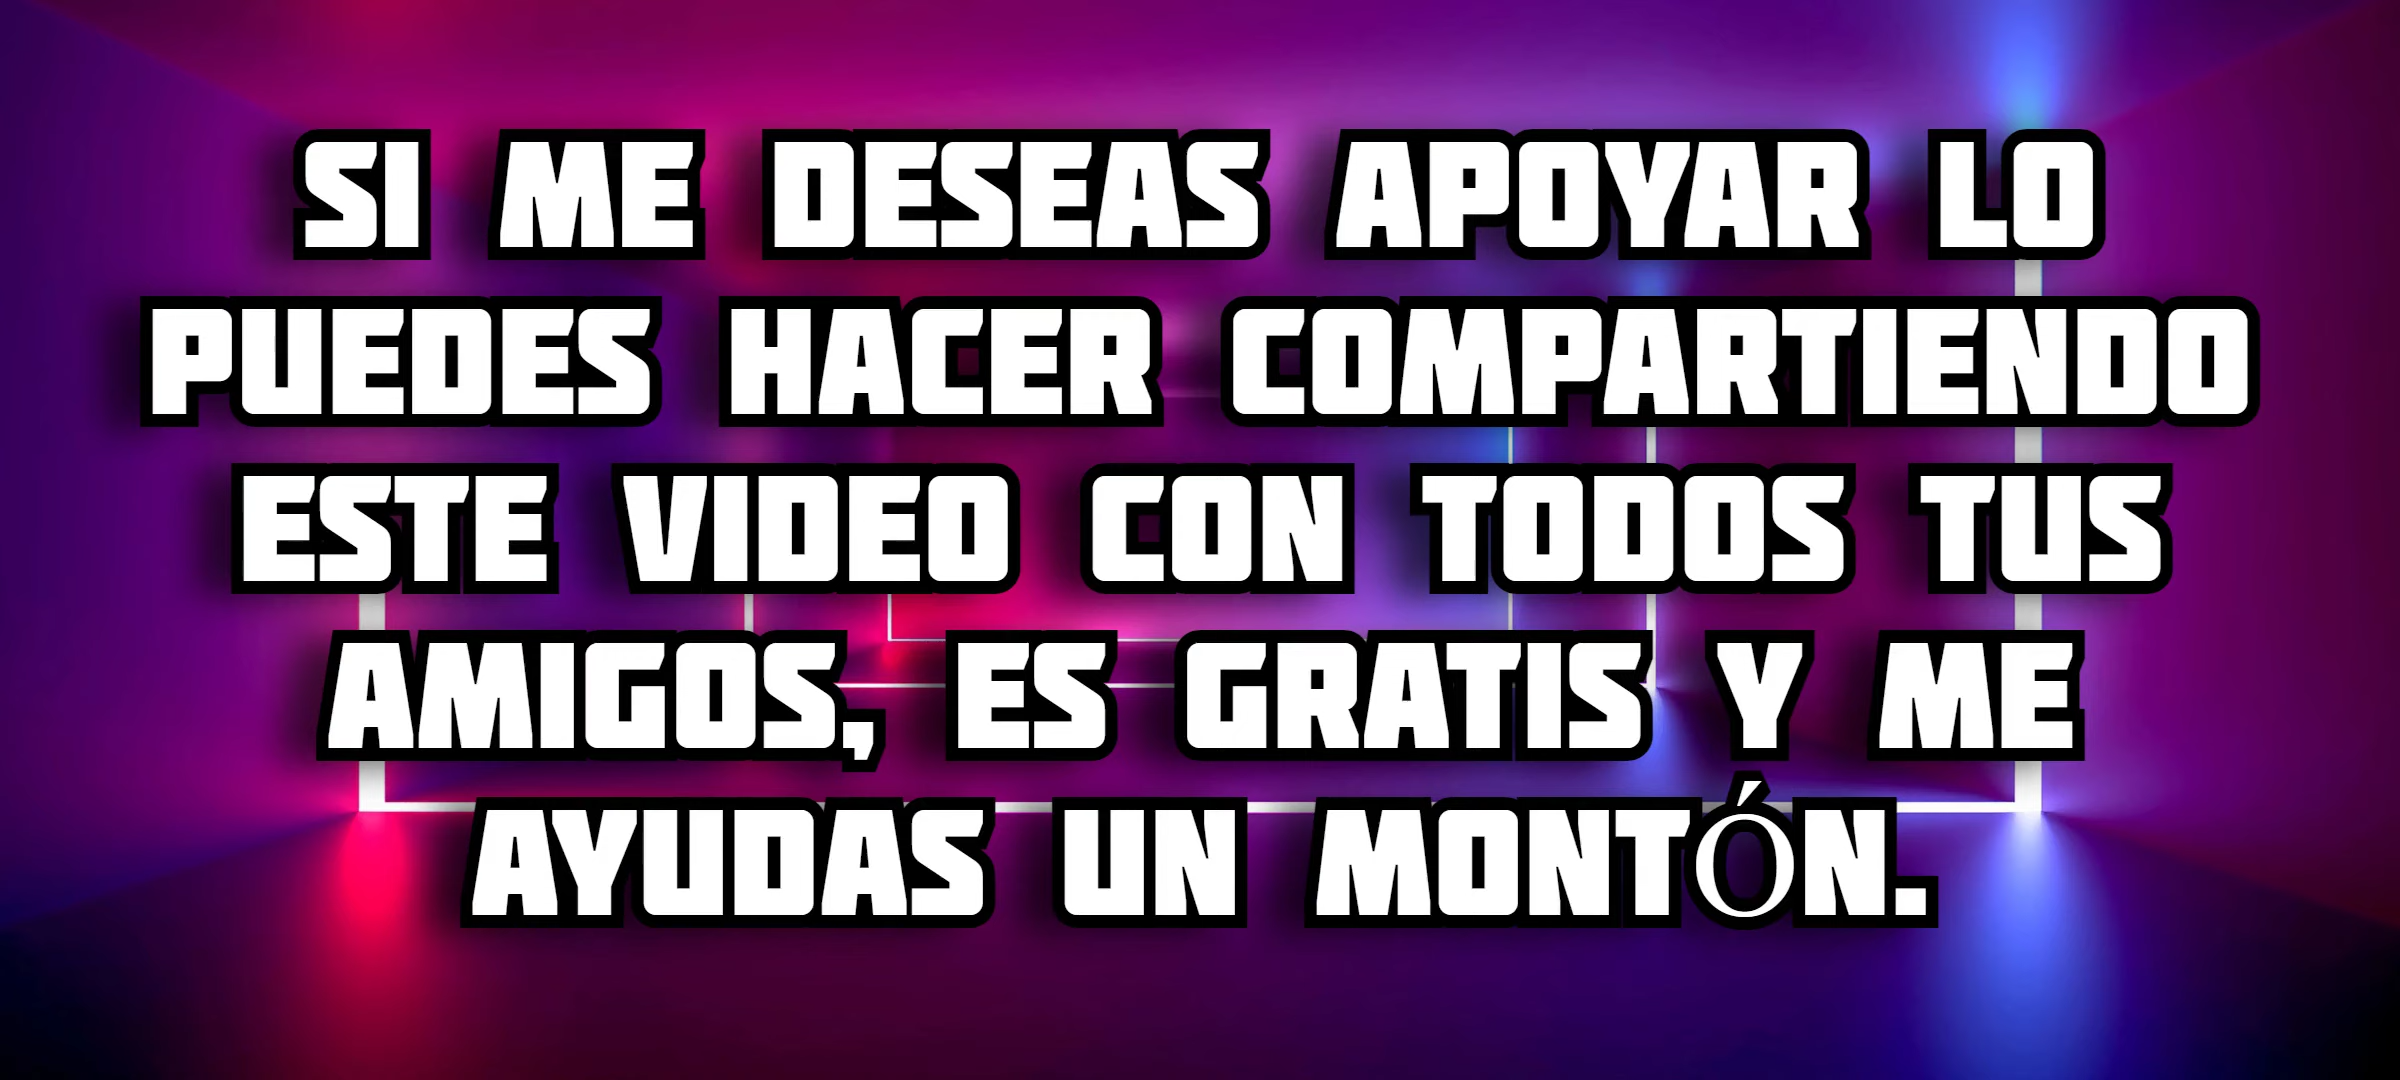 SI ME DESEAS APOYAR LO
PUEDES HACER COMPARTIENDO
ESTE VIDEO CON TODOS TUS
AMIGOS, ES GRATIS Y ME
AYUDAS UN MONTÓN.